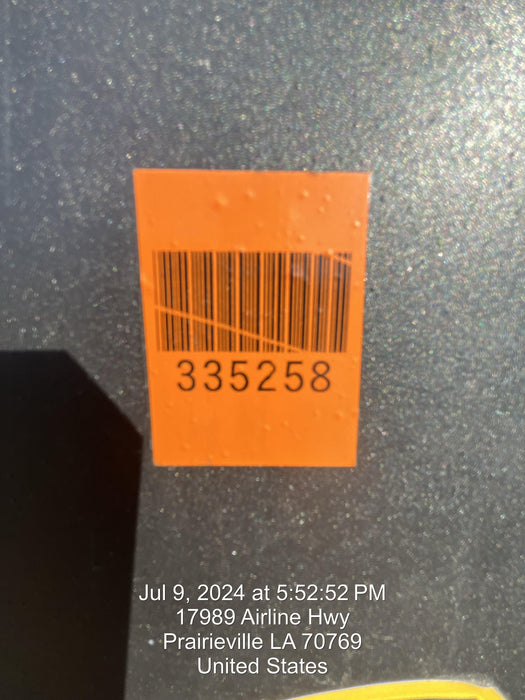 335258
Jul 9, 2024 at 5:52:52 PM
17989 Airline Hwy
Prairieville LA 70769
United States